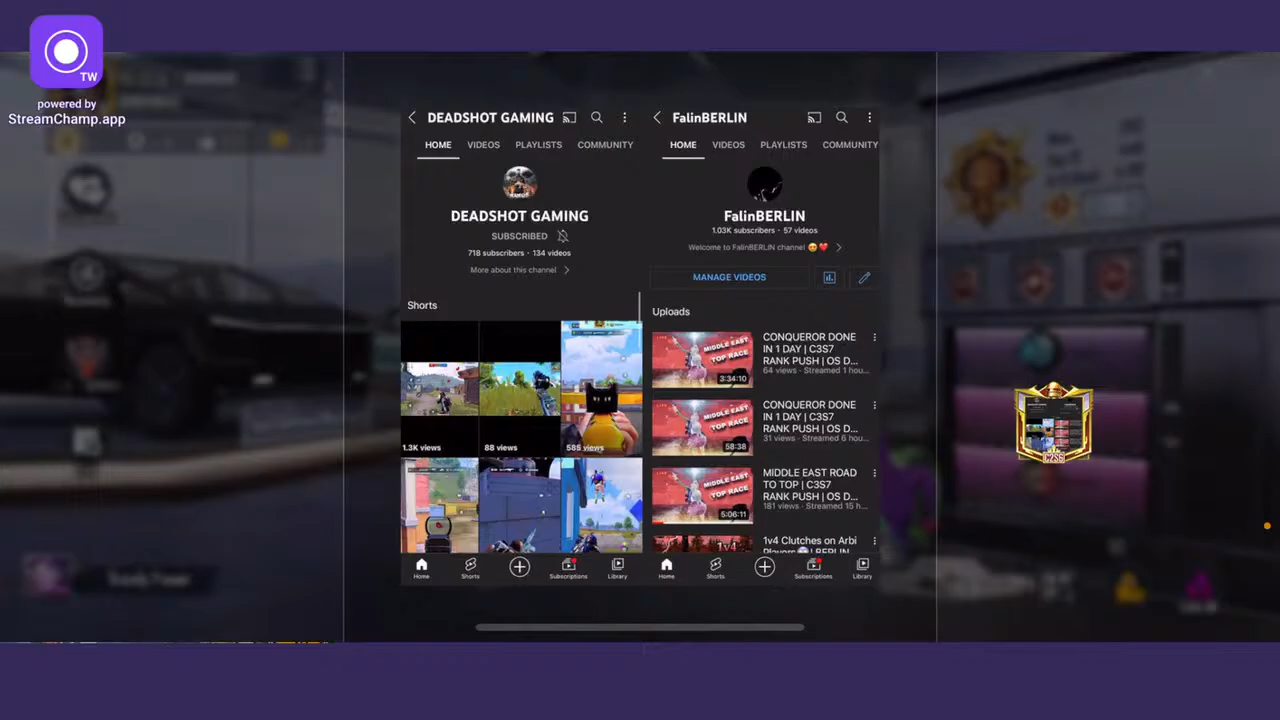 TW
powered by
StreamChamp.app
DEADSHOT GAMING
HOME VIDEOS PLAYLISTS COMMUNITY
DEADSHOT GAMING
SUBSCRIBED
718 subscribers · 134 videos
More about this channel
Shorts
1.3K views
88 views
585 views
Home
Shorts
Subscriptions
Library
FalinBERLIN
HOME VIDEOS PLAYLISTS COMMUNITY
FalinBERLIN
1.03K subscribers · 57 videos
Welcome to FalinBERLIN channel 😍❤️
MANAGE VIDEOS
Uploads
MIDDLE EAST
TOP RACE
3:34:10
CONQUEROR DONE
IN 1 DAY | C3S7
RANK PUSH | OS D...
64 views · Streamed 1 hou...
MIDDLE EAST
TOP RACE
58:38
CONQUEROR DONE
IN 1 DAY | C3S7
RANK PUSH | OS D...
31 views · Streamed 6 hou...
MIDDLE EAST
TOP RACE
5:06:11
MIDDLE EAST ROAD
TO TOP | C3S7
RANK PUSH | OS D...
181 views · Streamed 15 h...
1v4
1v4 Clutches on Arbi
Players | BERLIN
Home
Shorts
Subscriptions
Library
C2S6